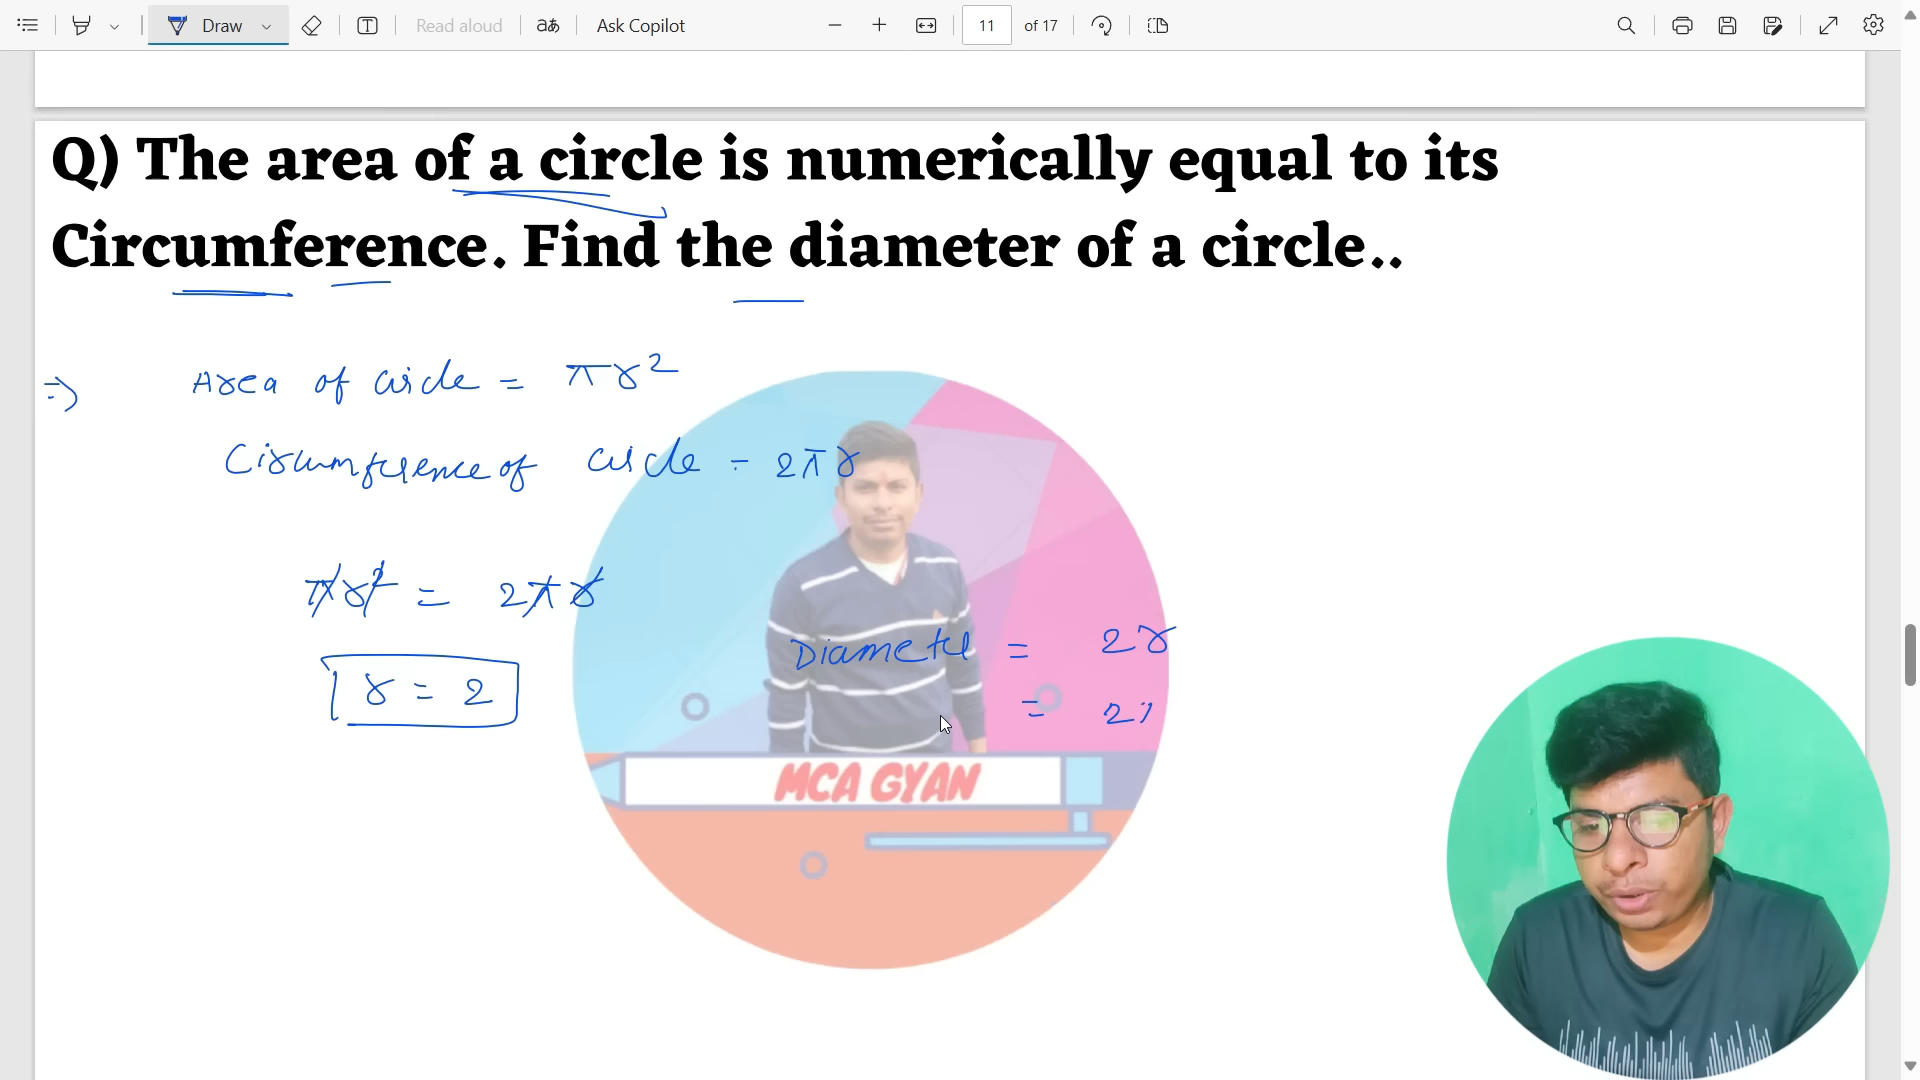 Draw
Read aloud
aあ
Ask Copilot
11
of 17
Q) The area of a circle is numerically equal to its
Circumference. Find the diameter of a circle..
⇒ Area of circle = πr²
Circumference of circle = 2πr
πr² = 2πr
r = 2
Diameter = 2r
= 2
MCA GYAN